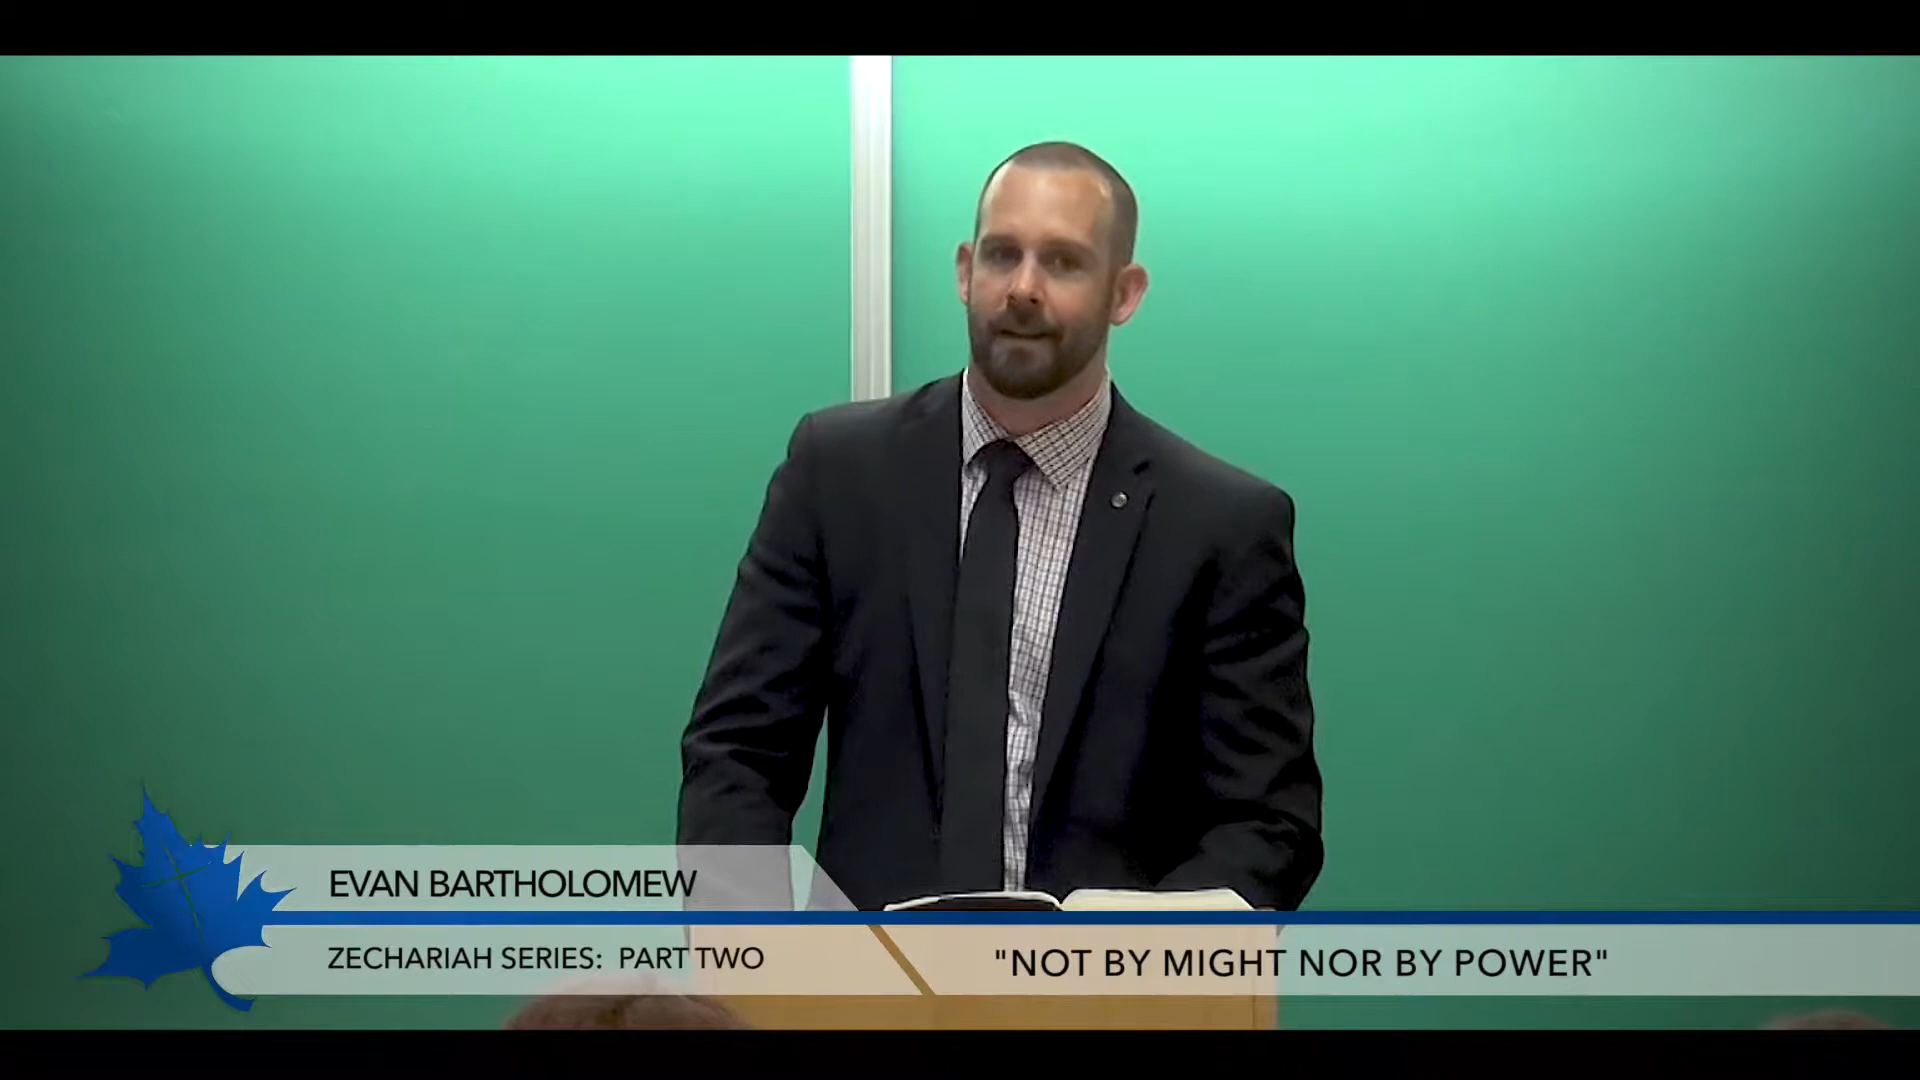 EVAN BARTHOLOMEW
ZECHARIAH SERIES: PART TWO
"NOT BY MIGHT NOR BY POWER"